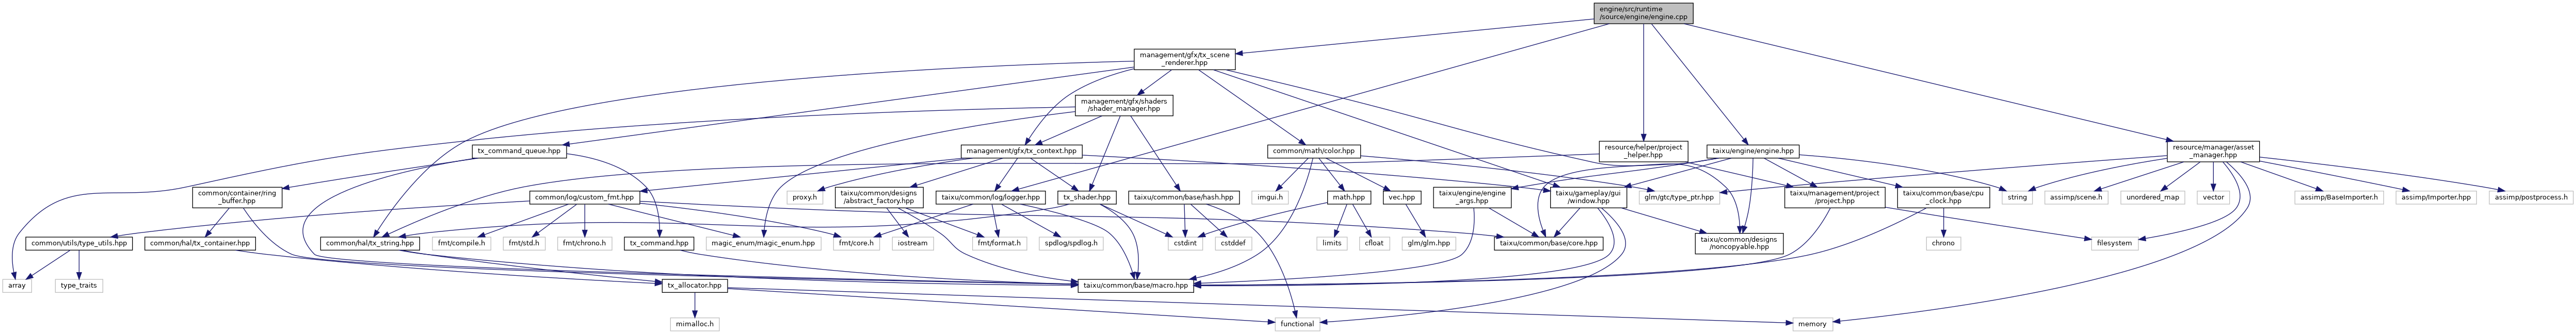 engine/src/runtime
/source/engine/engine.cpp
management/gfx/tx_scene
_renderer.hpp
management/gfx/shaders
/shader_manager.hpp
tx_command_queue.hpp
management/gfx/tx_context.hpp
common/math/color.hpp
resource/helper/project
_helper.hpp
taixu/engine/engine.hpp
resource/manager/asset
_manager.hpp
common/container/ring
_buffer.hpp
common/log/custom_fmt.hpp
proxy.h
taixu/common/designs
/abstract_factory.hpp
taixu/common/log/logger.hpp
tx_shader.hpp
taixu/common/base/hash.hpp
imgui.h
math.hpp
vec.hpp
taixu/engine/engine
_args.hpp
taixu/gameplay/gui
/window.hpp
glm/gtc/type_ptr.hpp
taixu/management/project
/project.hpp
taixu/common/base/cpu
_clock.hpp
string
assimp/scene.h
unordered_map
vector
assimp/BaseImporter.h
assimp/Importer.hpp
assimp/postprocess.h
common/utils/type_utils.hpp
common/hal/tx_container.hpp
common/hal/tx_string.hpp
fmt/compile.h
fmt/std.h
fmt/chrono.h
tx_command.hpp
magic_enum/magic_enum.hpp
fmt/core.h
iostream
fmt/format.h
spdlog/spdlog.h
cstdint
cstddef
limits
cfloat
glm/glm.hpp
taixu/common/base/core.hpp
taixu/common/designs
/noncopyable.hpp
chrono
filesystem
array
type_traits
tx_allocator.hpp
taixu/common/base/macro.hpp
mimalloc.h
functional
memory